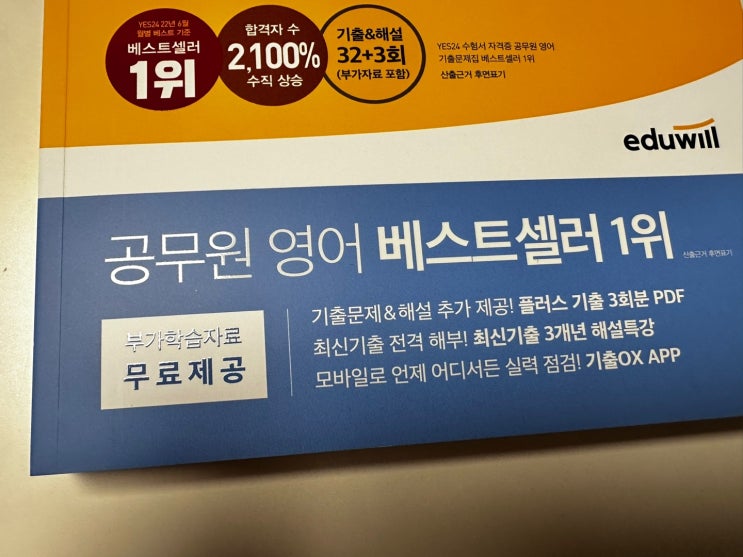 YES24 22년 6월
월별 베스트 기준
베스트셀러
1위
합격자 수
2,100%
수직 상승
기출&해설
32+3회
(부가자료 포함)
YES24 수험서 자격증 공무원 영어
기출문제집 베스트셀러 1위
산출근거 후면표기
eduwill
공무원 영어 베스트셀러 1위
산출근거 후면표기
부가학습자료
무료제공
기출문제&해설 추가 제공! 플러스 기출 3회분 PDF
최신기출 전격 해부! 최신기출 3개년 해설특강
모바일로 언제 어디서든 실력 점검! 기출OX APP